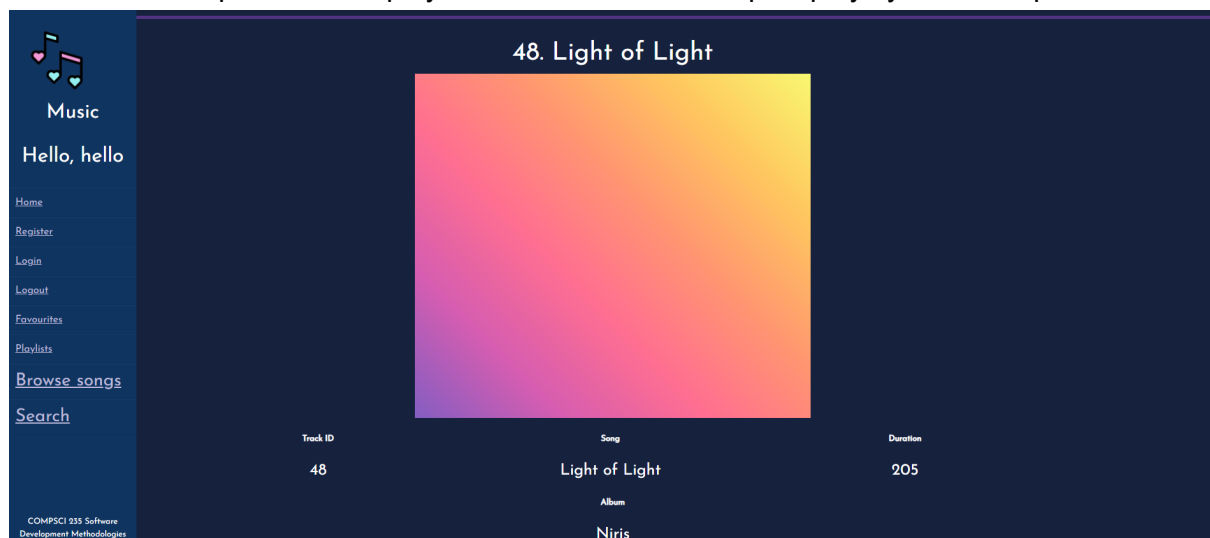 Music
Hello, hello
Home
Register
Login
Logout
Favourites
Playlists
Browse songs
Search
COMPSCI 235 Software
Development Methodologies
48. Light of Light
Track ID Song Duration
48 Light of Light 205
Album
Niris